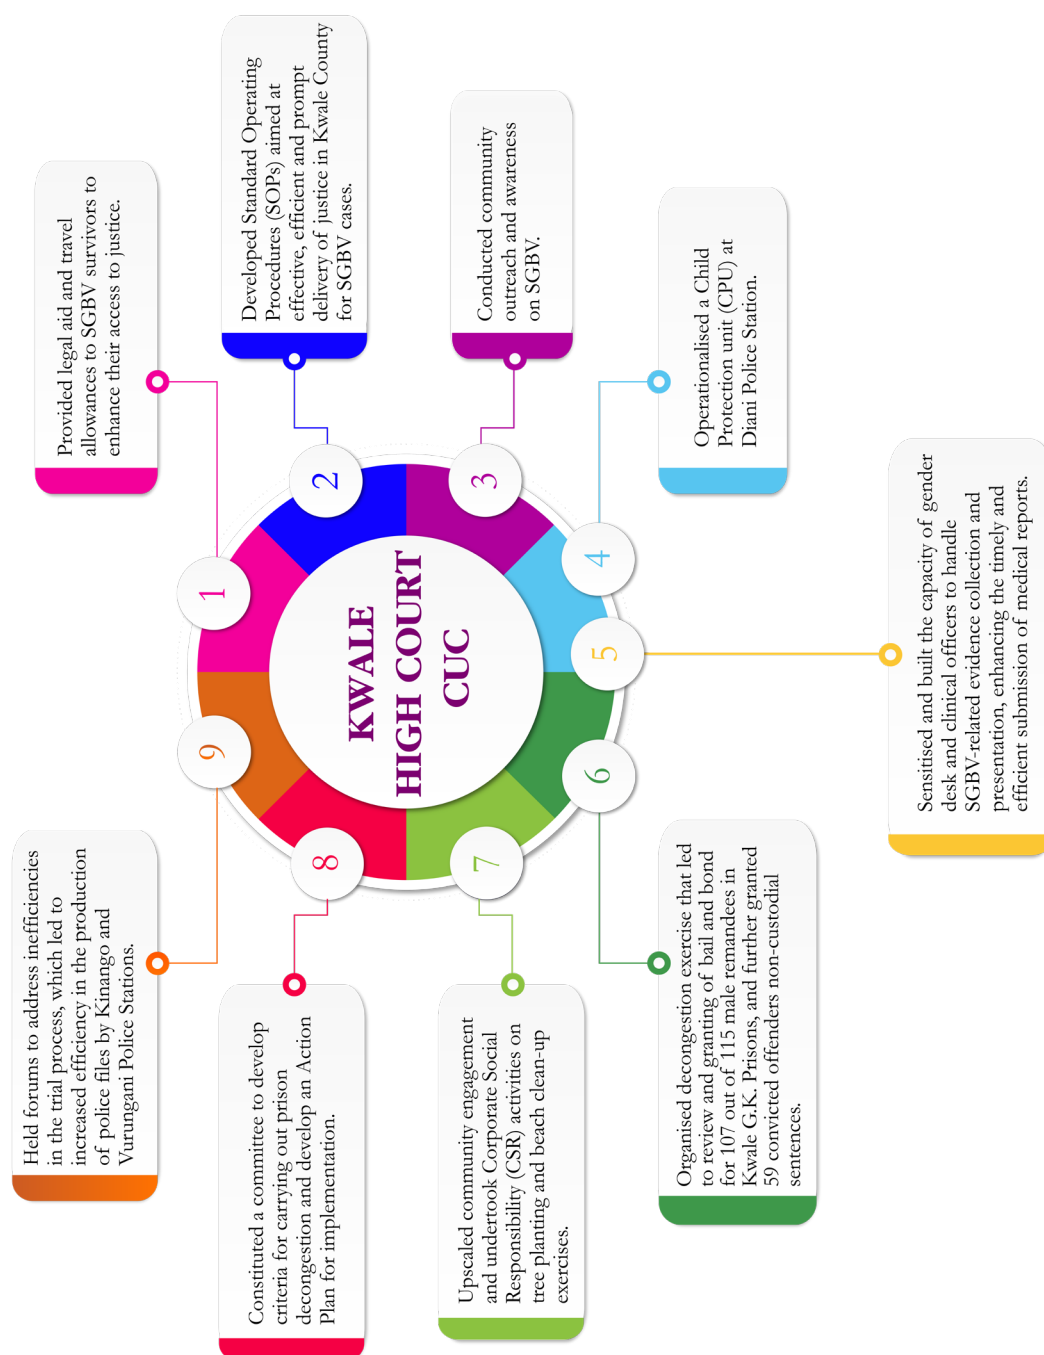 KWALE
HIGH COURT
CUC
1
Provided legal aid and travel
allowances to SGBV survivors to
enhance their access to justice.
2
Developed Standard Operating
Procedures (SOPs) aimed at
effective, efficient and prompt
delivery of justice in Kwale County
for SGBV cases.
3
Conducted community
outreach and awareness
on SGBV.
4
Operationalised a Child
Protection unit (CPU) at
Diani Police Station.
5
Sensitised and built the capacity of gender
desk and clinical officers to handle
SGBV-related evidence collection and
presentation, enhancing the timely and
efficient submission of medical reports.
6
Organised decongestion exercise that led
to review and granting of bail and bond
for 107 out of 115 male remandees in
Kwale G.K. Prisons, and further granted
59 convicted offenders non-custodial
sentences.
7
Upscaled community engagement
and undertook Corporate Social
Responsibility (CSR) activities on
tree planting and beach clean-up
exercises.
8
Constituted a committee to develop
criteria for carrying out prison
decongestion and develop an Action
Plan for implementation.
9
Held forums to address inefficiencies
in the trial process, which led to
increased efficiency in the production
of police files by Kinango and
Vurungani Police Stations.